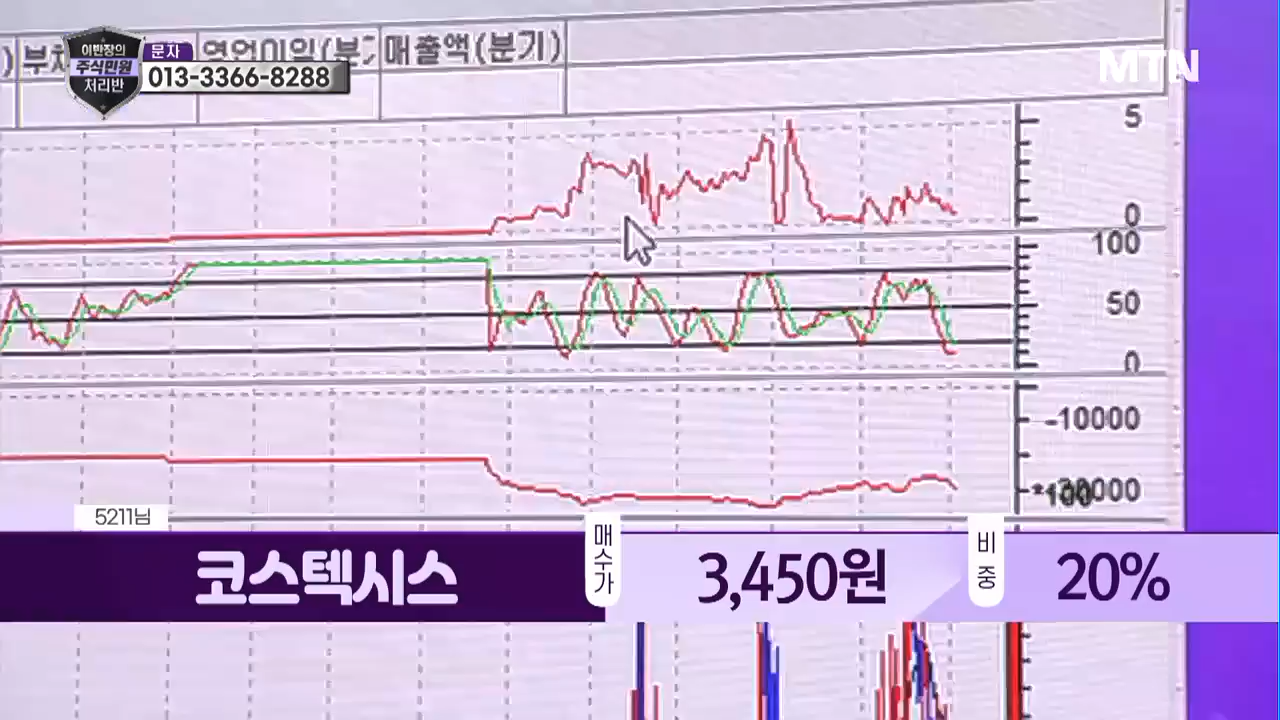 이반장의
주식민원
처리반
문자
013-3366-8288
MTN
매출액(분기)
5
0
100
50
0
-10000
5211님
코스텍시스
매수가
3,450원
비중
20%